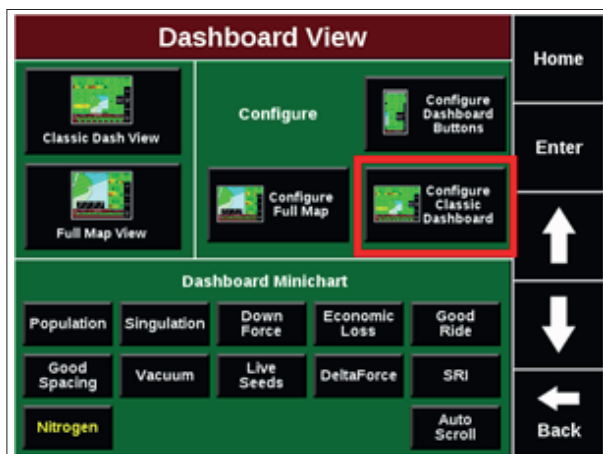 Dashboard View
Home
Enter
Back
Classic Dash View
Full Map View
Configure
Configure
Dashboard
Buttons
Configure
Full Map
Configure
Classic
Dashboard
Dashboard Minichart
Population
Singulation
Down
Force
Economic
Loss
Good
Ride
Good
Spacing
Vacuum
Live
Seeds
DeltaForce
SRI
Nitrogen
Auto
Scroll